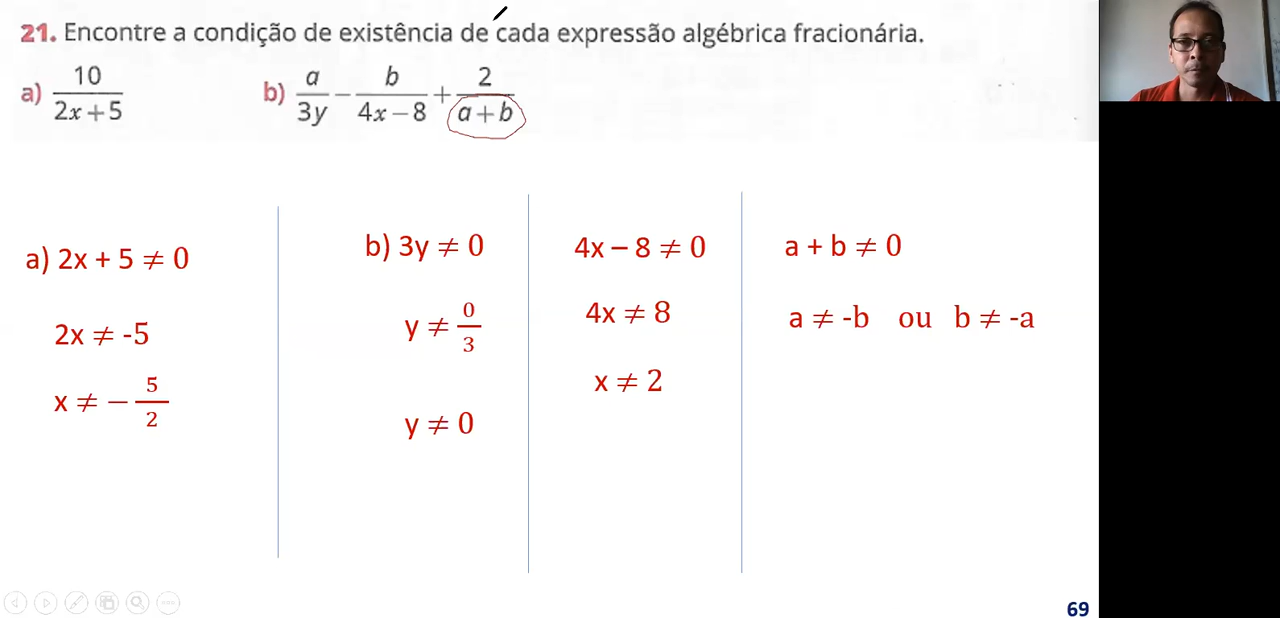 21. Encontre a condição de existência de cada expressão algébrica fracionária.
a) 10/(2x+5) b) a/3y − b/(4x−8) + 2/(a+b)
a) 2x + 5 ≠ 0
2x ≠ -5
x ≠ − 5/2
b) 3y ≠ 0
y ≠ 0/3
y ≠ 0
4x – 8 ≠ 0
4x ≠ 8
x ≠ 2
a + b ≠ 0
a ≠ -b ou b ≠ -a
69